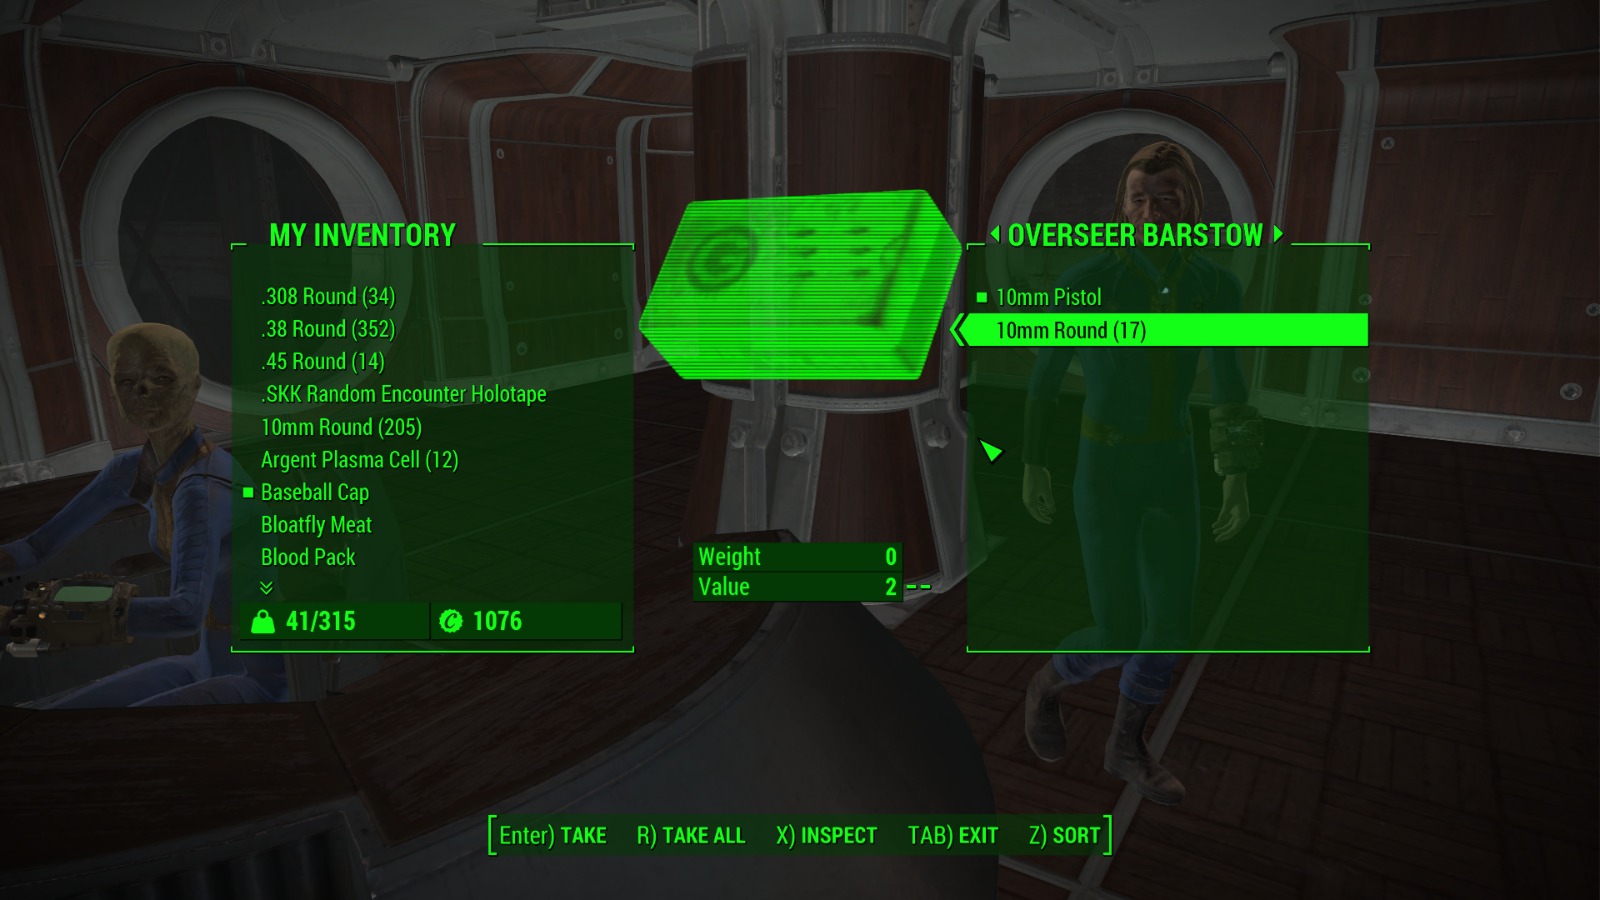 MY INVENTORY
.308 Round (34)
.38 Round (352)
.45 Round (14)
.SKK Random Encounter Holotape
10mm Round (205)
Argent Plasma Cell (12)
Baseball Cap
Bloatfly Meat
Blood Pack
41/315
1076
Weight 0
Value 2 --
OVERSEER BARSTOW
10mm Pistol
10mm Round (17)
Enter) TAKE R) TAKE ALL X) INSPECT TAB) EXIT Z) SORT